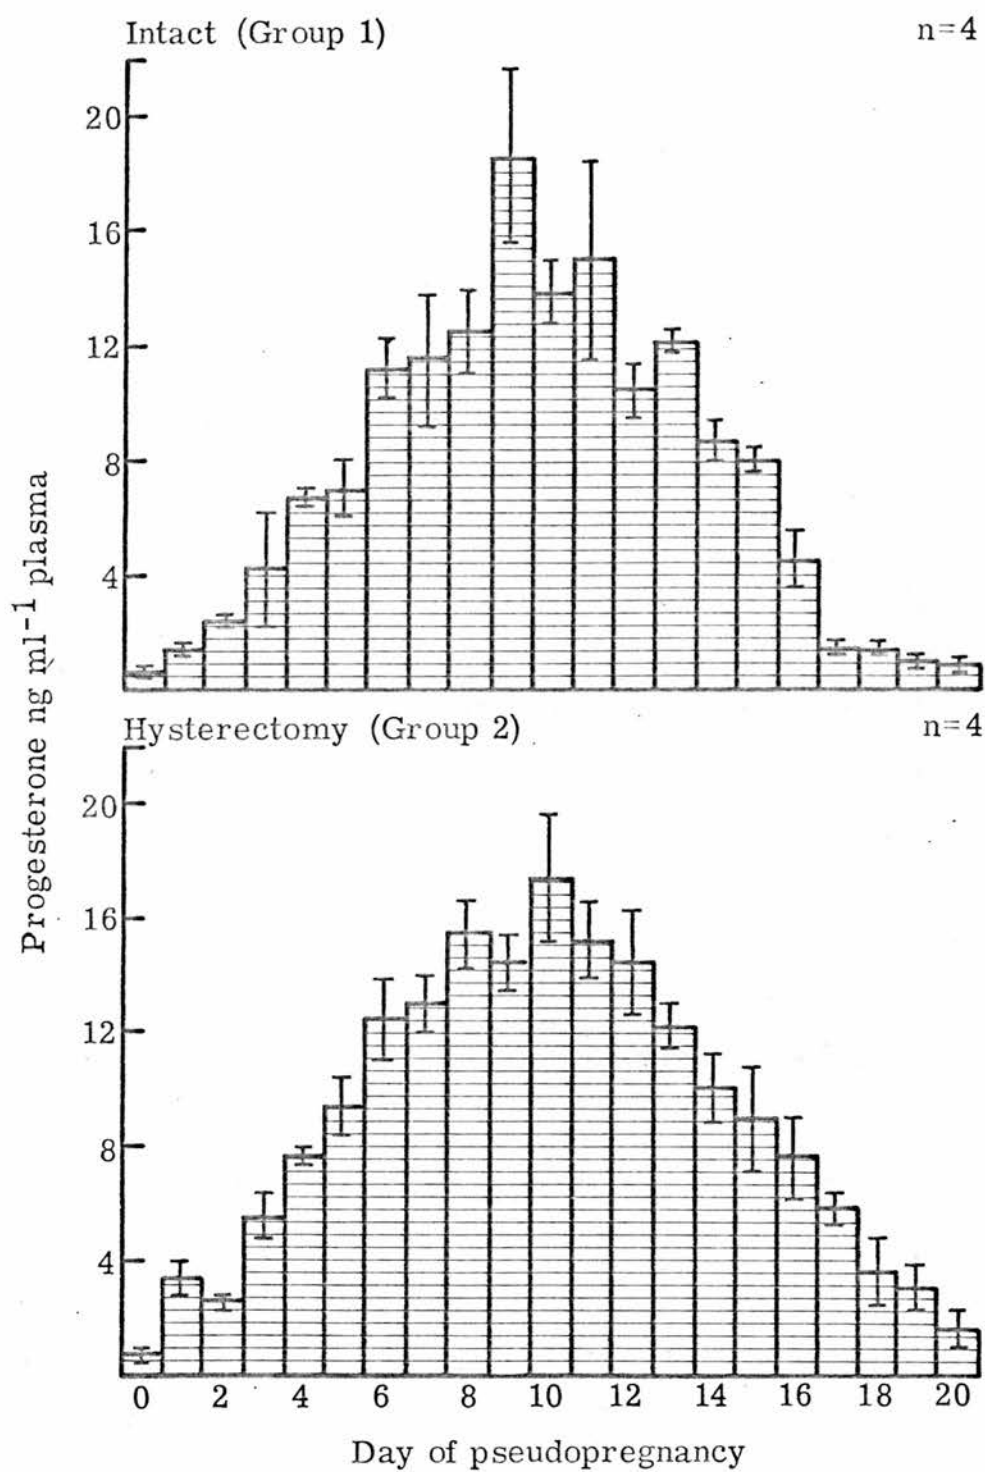 Intact (Group 1) n=4
20
16
12
8
4
Progesterone ng ml-1 plasma
Hysterectomy (Group 2) n=4
20
16
12
8
4
0 2 4 6 8 10 12 14 16 18 20
Day of pseudopregnancy